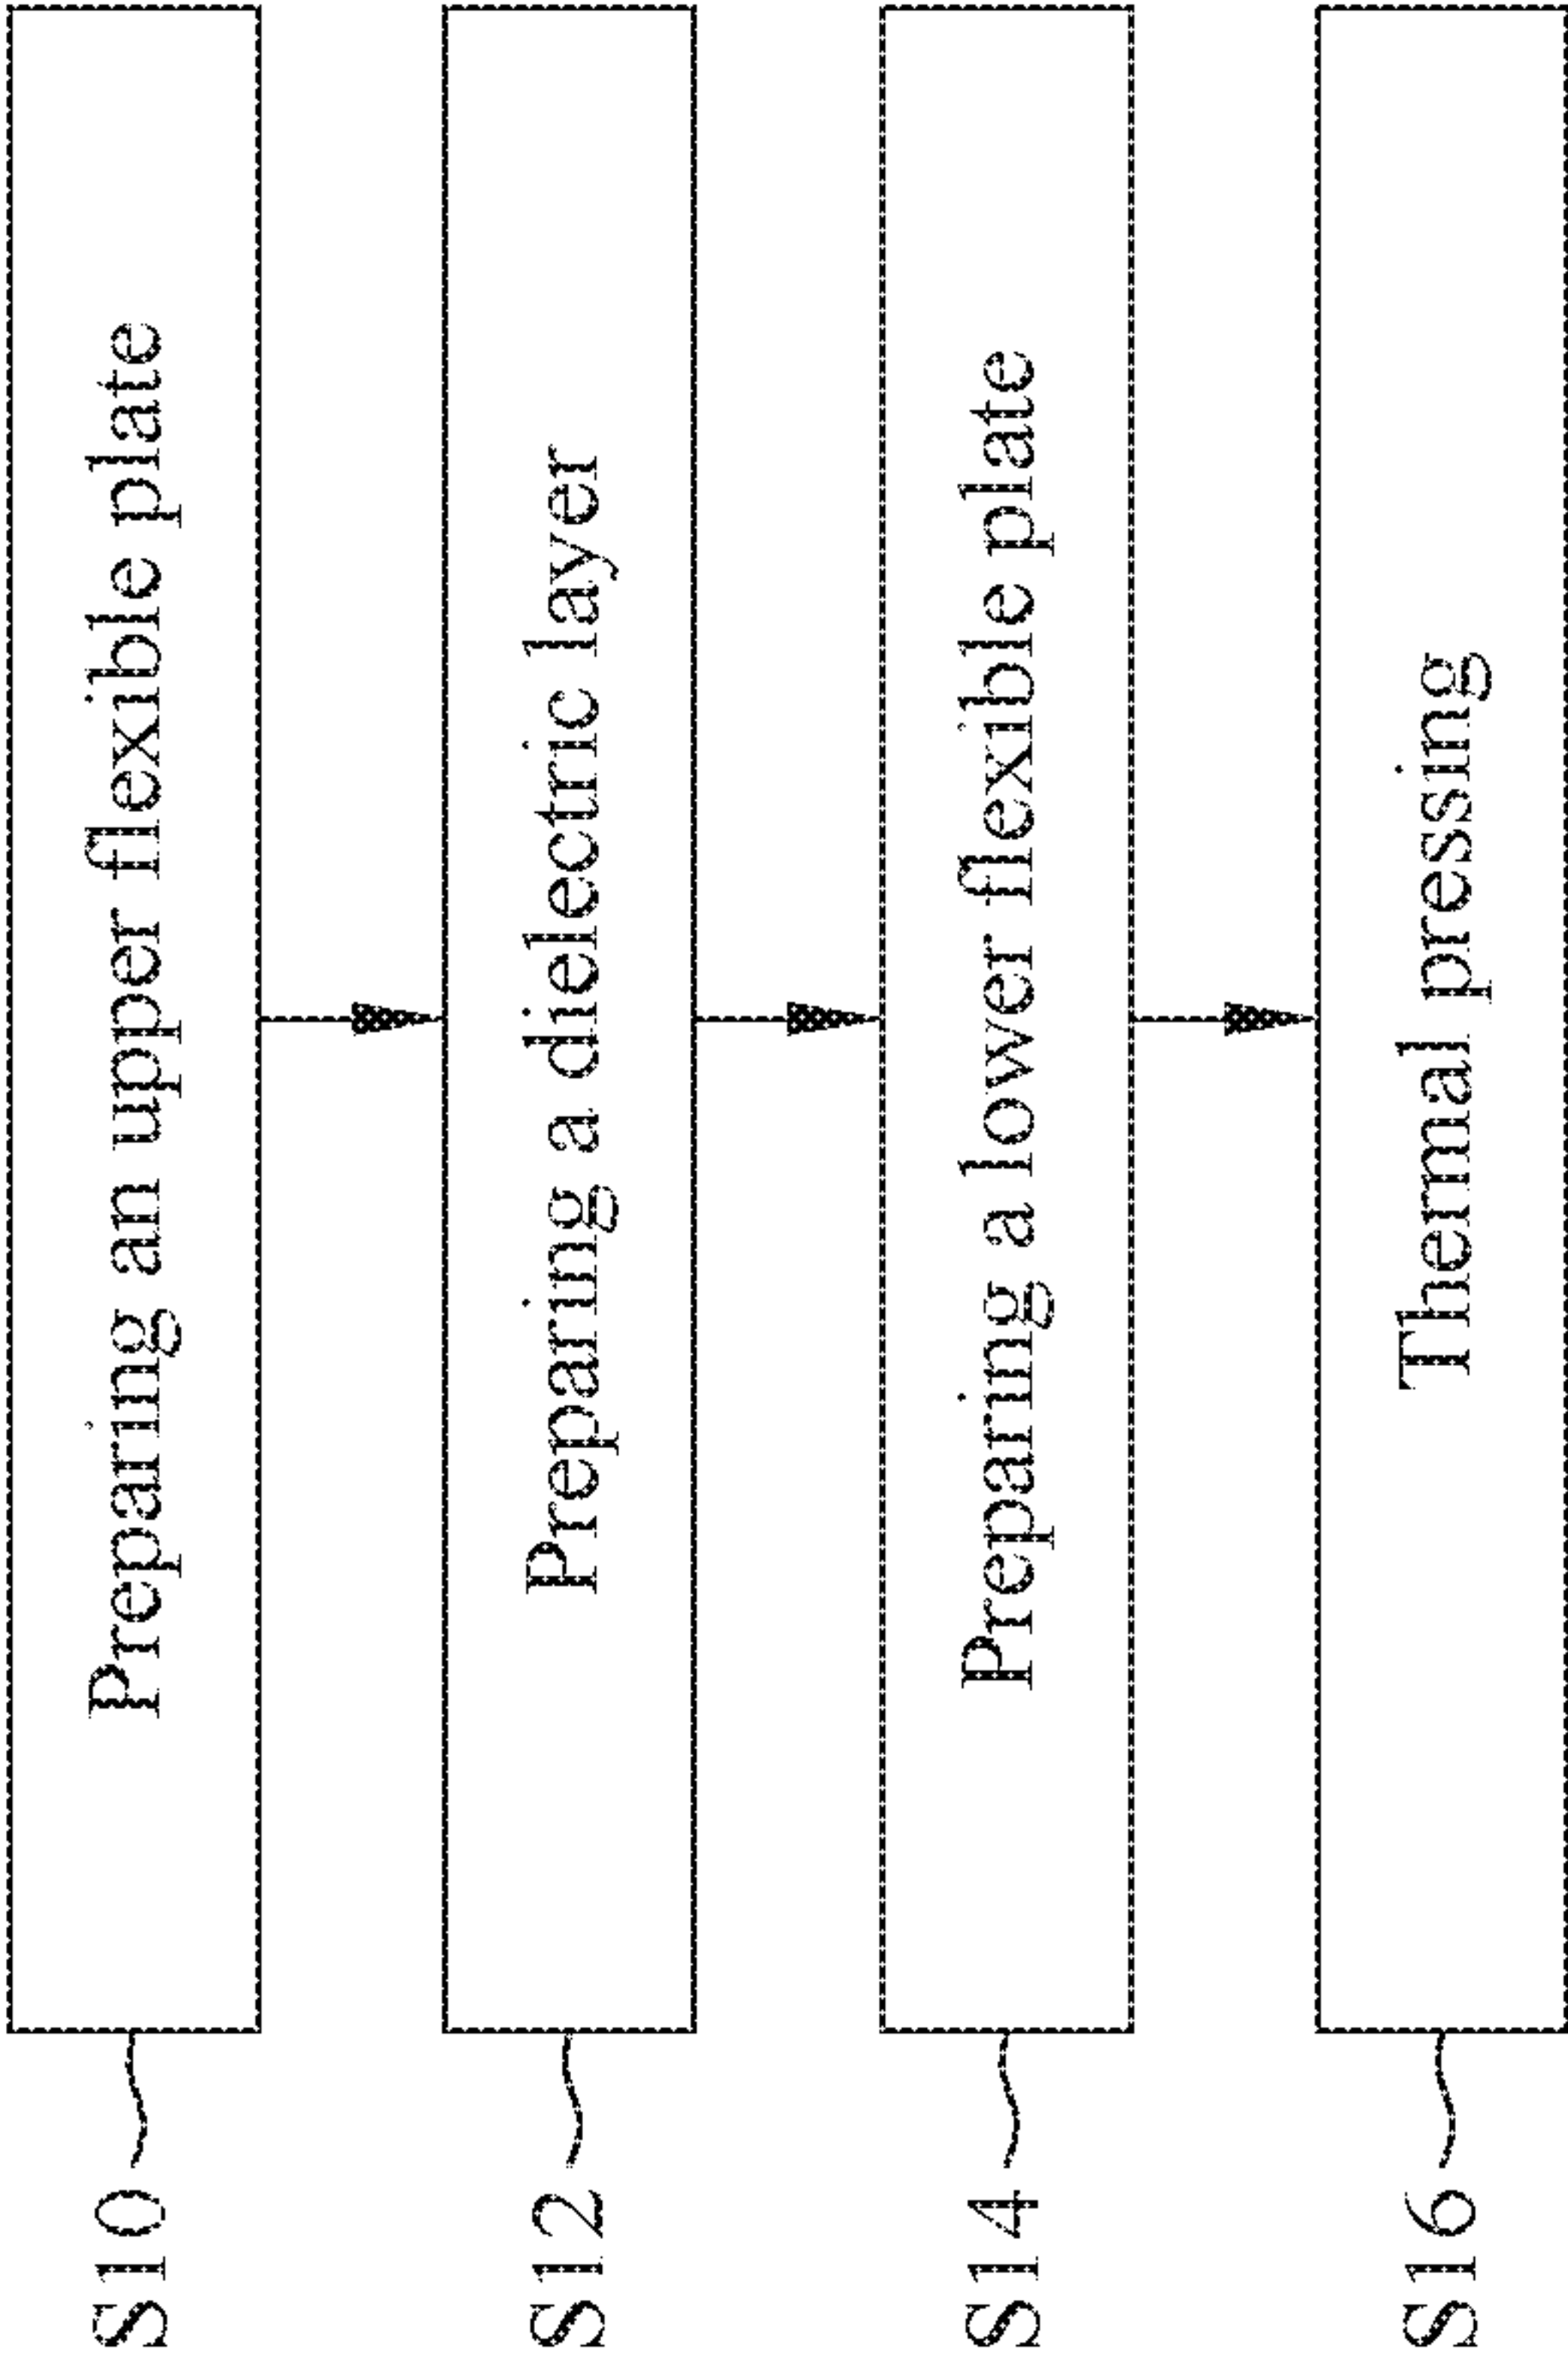 S10 Preparing an upper flexible plate
S12 Preparing a dielectric layer
S14 Preparing a lower flexible plate
S16 Thermal pressing